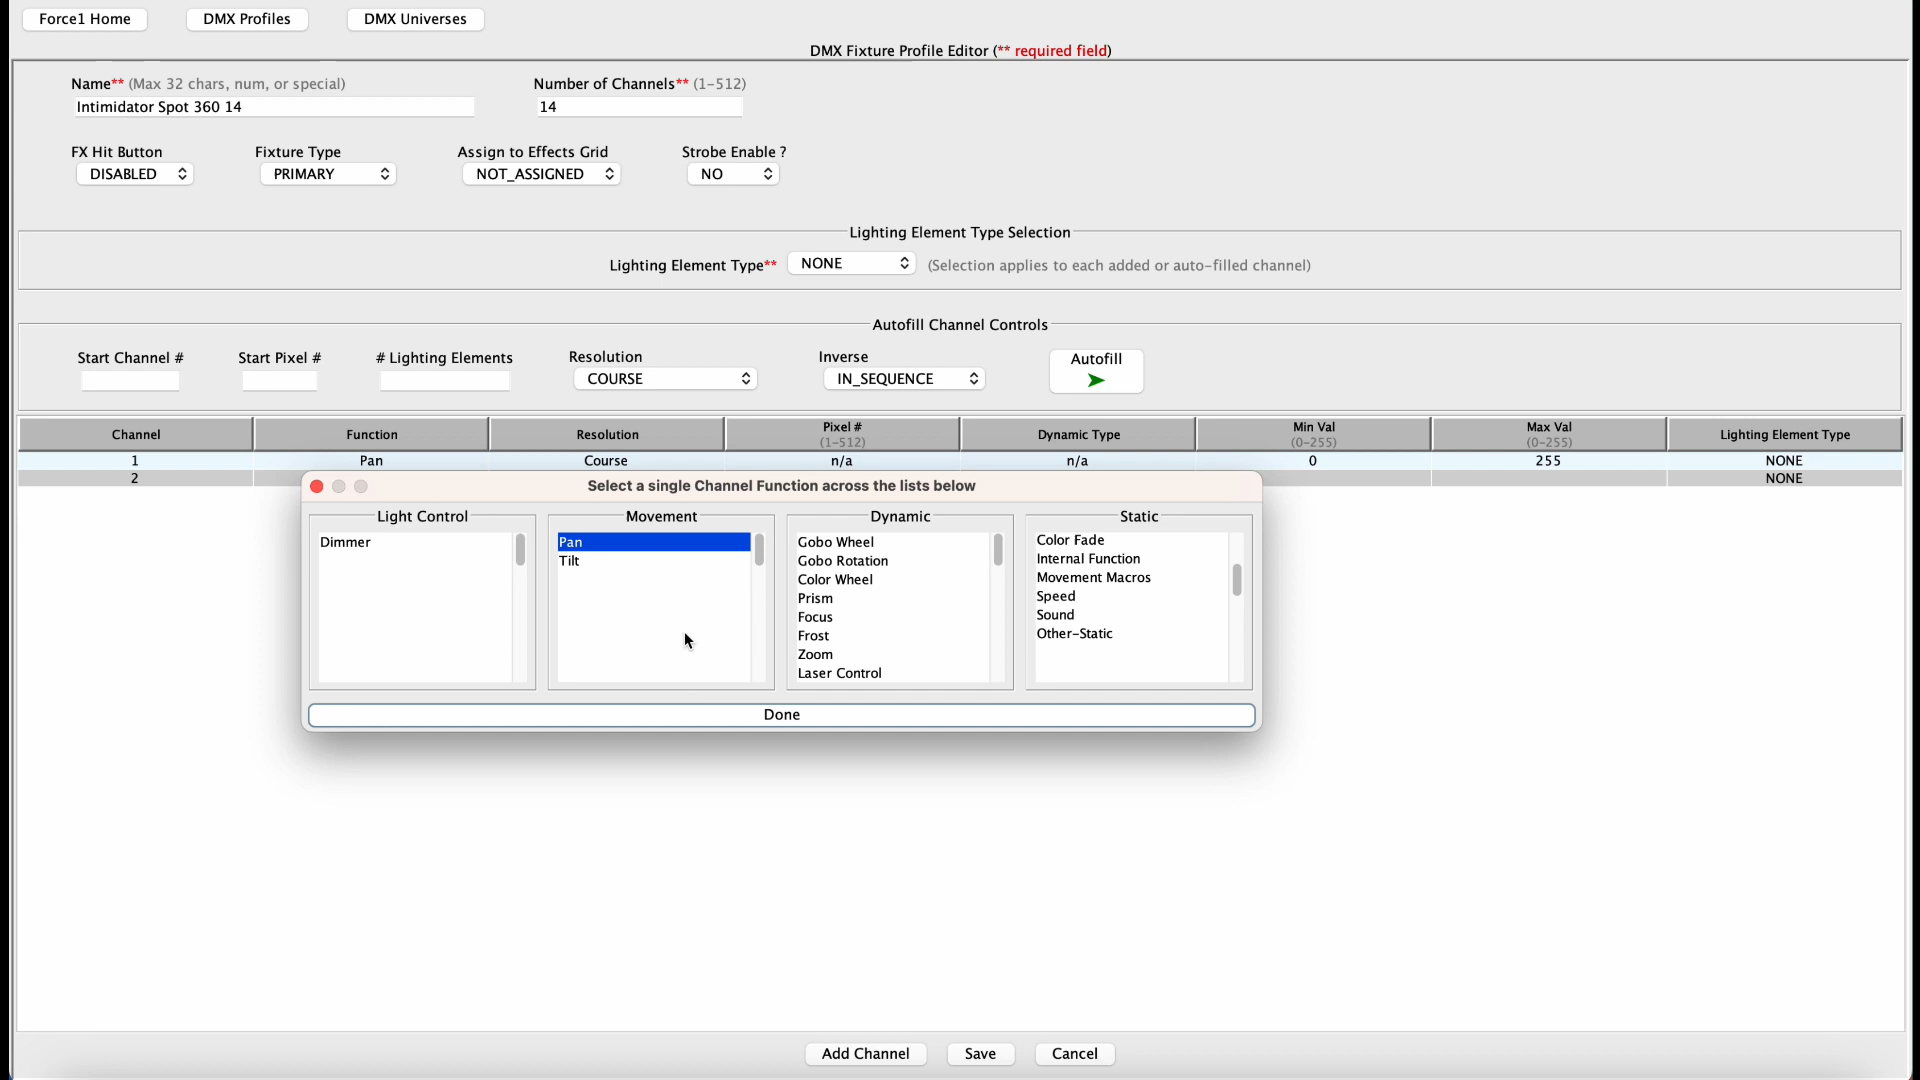 Force1 Home
DMX Profiles
DMX Universes
DMX Fixture Profile Editor (** required field)
Name** (Max 32 chars, num, or special)
Number of Channels** (1-512)
Intimidator Spot 360 14
14
FX Hit Button
Fixture Type
Assign to Effects Grid
Strobe Enable ?
DISABLED
PRIMARY
NOT_ASSIGNED
NO
Lighting Element Type Selection
Lighting Element Type** NONE (Selection applies to each added or auto-filled channel)
Autofill Channel Controls
Start Channel #
Start Pixel #
# Lighting Elements
Resolution
Inverse
Autofill
COURSE
IN_SEQUENCE
Channel
Function
Resolution
Pixel #
(1-512)
Dynamic Type
Min Val
(0-255)
Max Val
(0-255)
Lighting Element Type
1 Pan Course n/a n/a 0 255 NONE
2 NONE
Select a single Channel Function across the lists below
Light Control
Dimmer
Movement
Pan
Tilt
Dynamic
Gobo Wheel
Gobo Rotation
Color Wheel
Prism
Focus
Frost
Zoom
Laser Control
Static
Color Fade
Internal Function
Movement Macros
Speed
Sound
Other-Static
Done
Add Channel
Save
Cancel